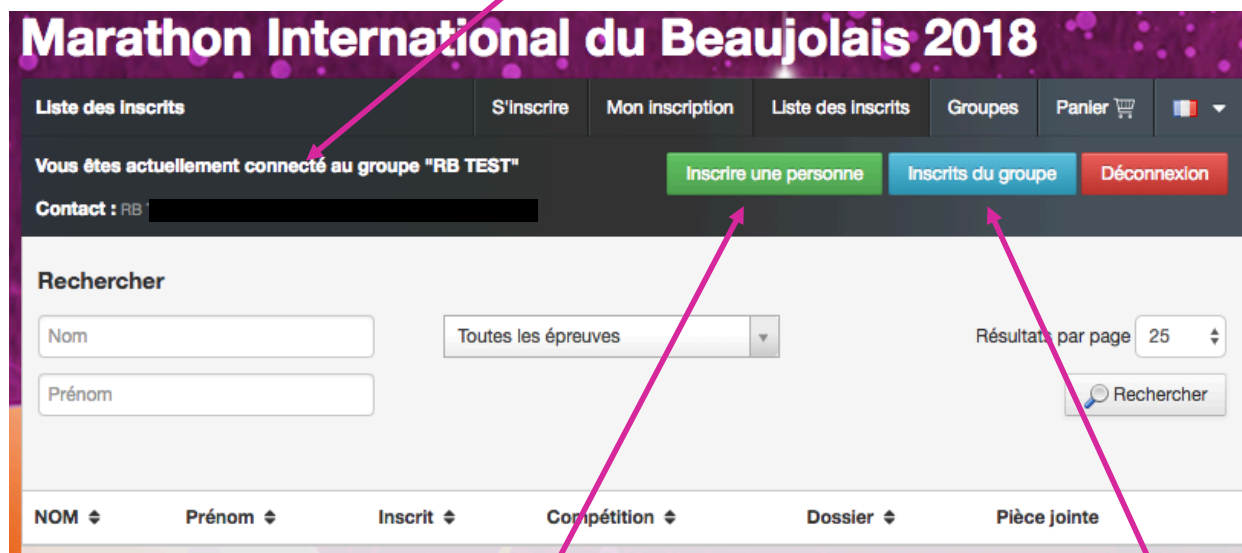 Marathon International du Beaujolais 2018
Liste des inscrits S'inscrire Mon inscription Liste des inscrits Groupes Panier
Vous êtes actuellement connecté au groupe "RB TEST"
Inscrire une personne Inscrits du groupe Déconnexion
Contact : RB
Rechercher
Nom Toutes les épreuves Résultats par page 25
Prénom Rechercher
NOM Prénom Inscrit Compétition Dossier Pièce jointe